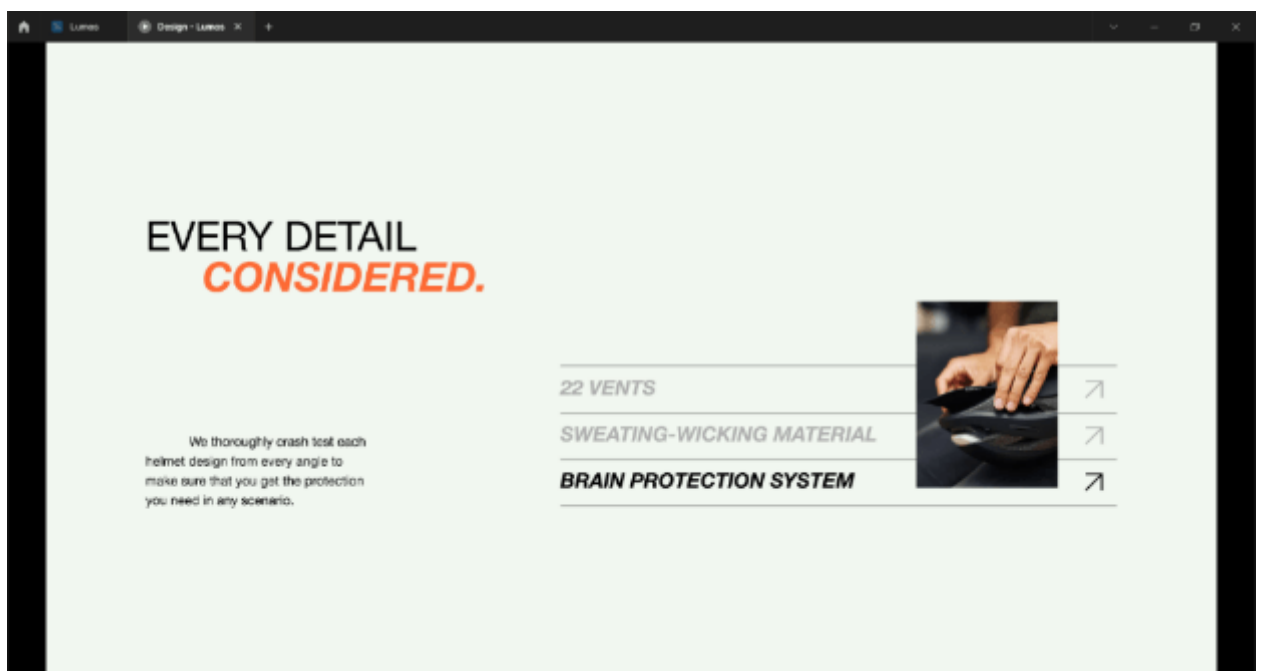 Lumos
Design - Lumos
EVERY DETAIL
CONSIDERED.
22 VENTS
SWEATING-WICKING MATERIAL
BRAIN PROTECTION SYSTEM
We thoroughly crash test each
helmet design from every angle to
make sure that you get the protection
you need in any scenario.